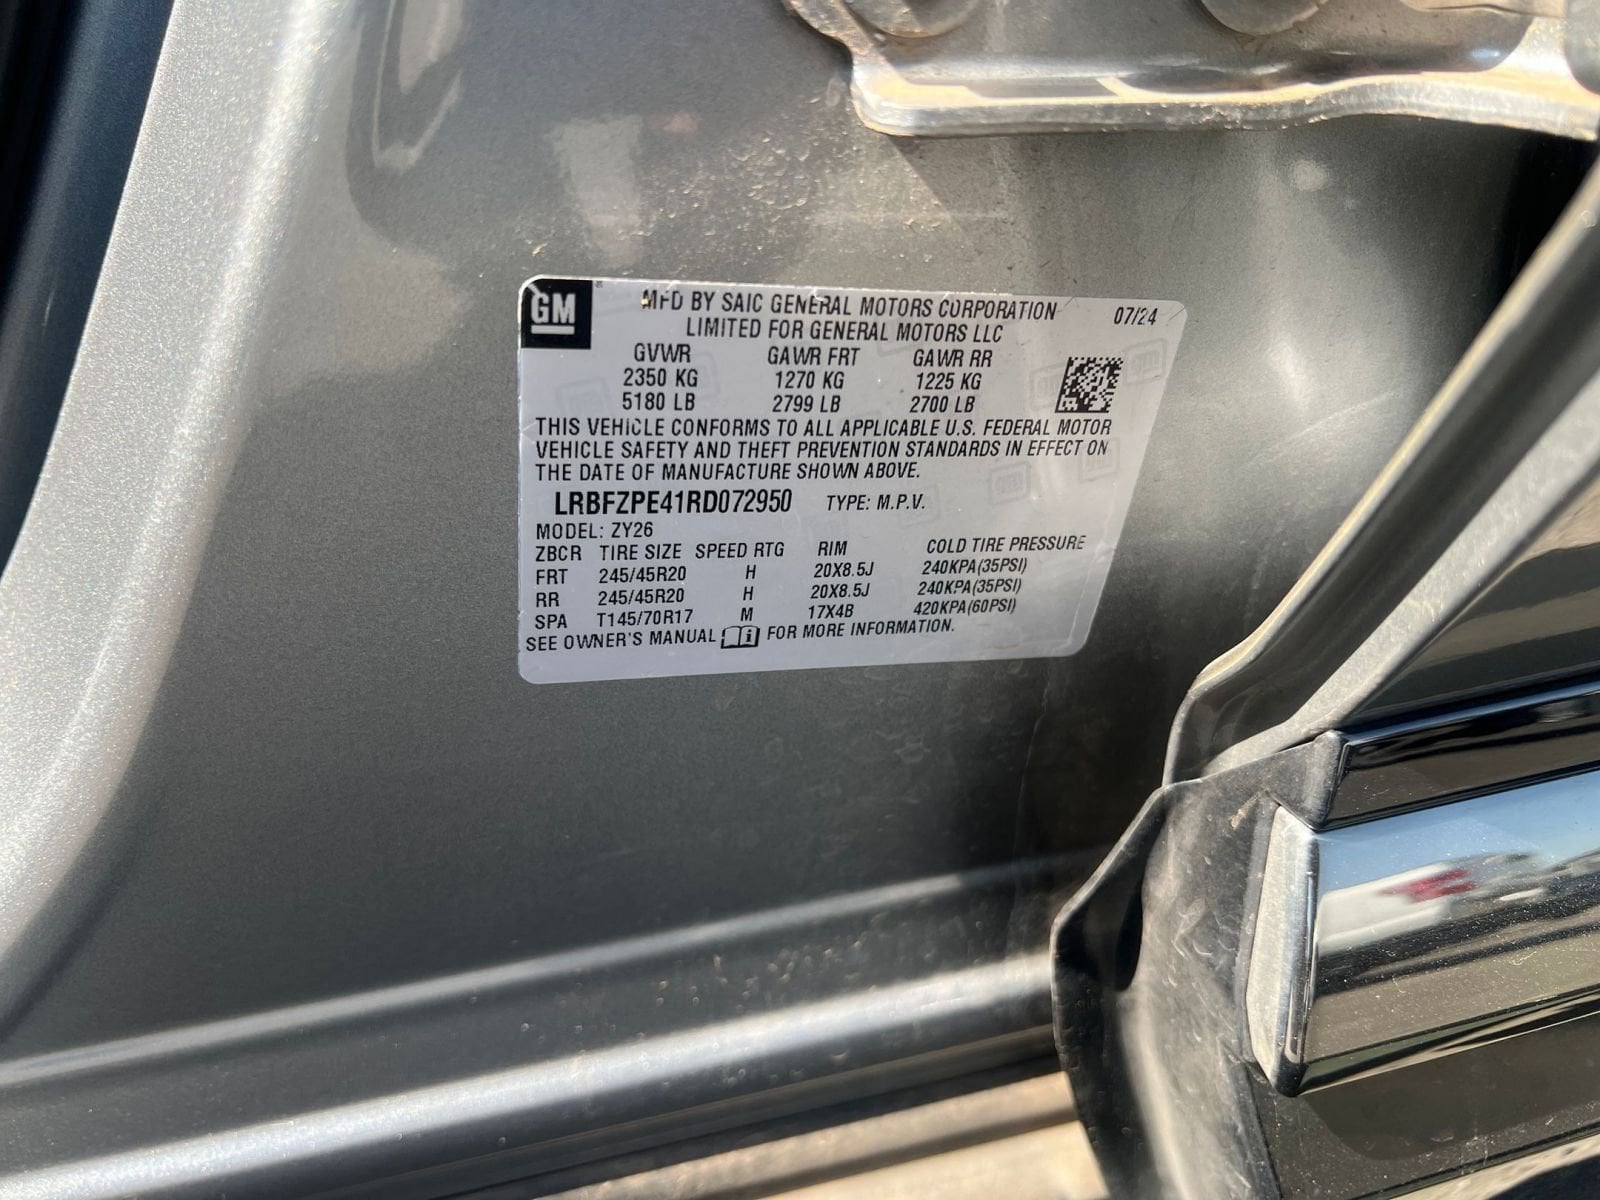 GM
MFD BY SAIC GENERAL MOTORS CORPORATION
LIMITED FOR GENERAL MOTORS LLC
07/24
GVWR GAWR FRT GAWR RR
2350 KG 1270 KG 1225 KG
5180 LB 2799 LB 2700 LB
THIS VEHICLE CONFORMS TO ALL APPLICABLE U.S. FEDERAL MOTOR
VEHICLE SAFETY AND THEFT PREVENTION STANDARDS IN EFFECT ON
THE DATE OF MANUFACTURE SHOWN ABOVE.
LRBFZPE41RD072950 TYPE: M.P.V.
MODEL: ZY26
ZBCR TIRE SIZE SPEED RTG RIM COLD TIRE PRESSURE
FRT 245/45R20 H 20X8.5J 240KPA(35PSI)
RR 245/45R20 H 20X8.5J 240KPA(35PSI)
SPA T145/70R17 M 17X4B 420KPA(60PSI)
SEE OWNER'S MANUAL i FOR MORE INFORMATION.